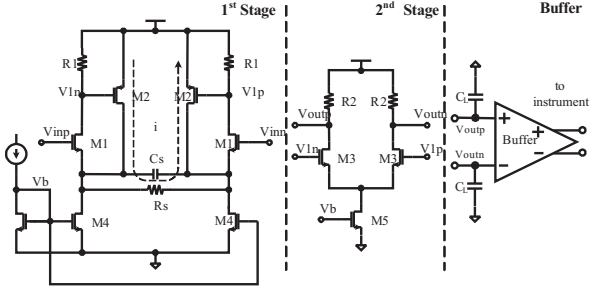 1st Stage
2nd Stage
Buffer
R1
R1
V1n
M2
M2
V1p
Vinp
M1
i
M1
Vinn
Cs
Rs
Vb
M4
M4
R2
R2
Voutp
Voutn
V1n
M3
M3
V1p
Vb
M5
to
instrument
CL
Voutp
+
+
Buffer
Voutn
−
−
CL